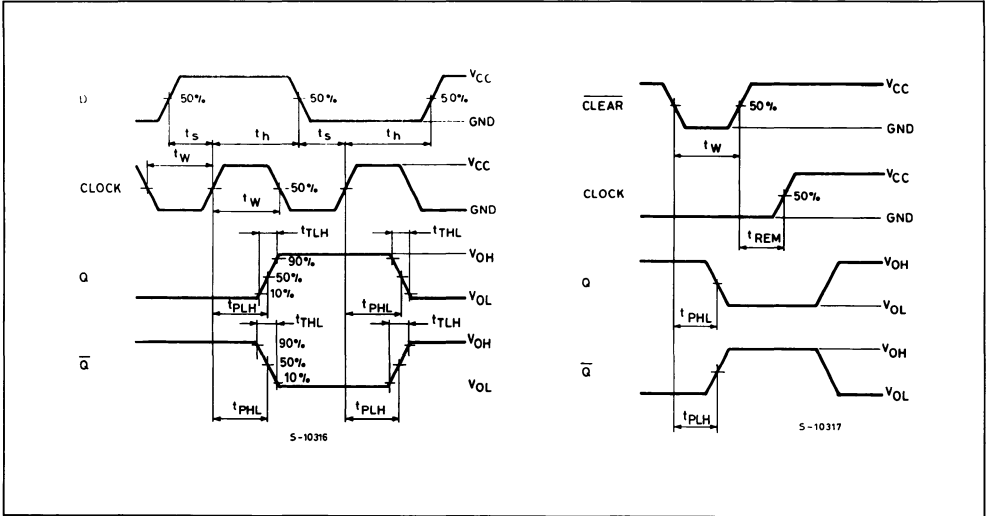 D 50% 50% 50% VCC
GND
ts th ts th
tW
CLOCK 50% VCC
tW GND
tTLH tTHL
Q 90% VOH
50%
10% VOL
tPLH tPHL
tTHL tTLH
Q̅ 90% VOH
50%
10% VOL
tPHL tPLH
S-10316
C̅L̅E̅A̅R̅ 50% VCC
GND
tW
CLOCK 50% VCC
GND
tREM
Q VOH
VOL
tPHL
Q̅ VOH
VOL
tPLH
S-10317